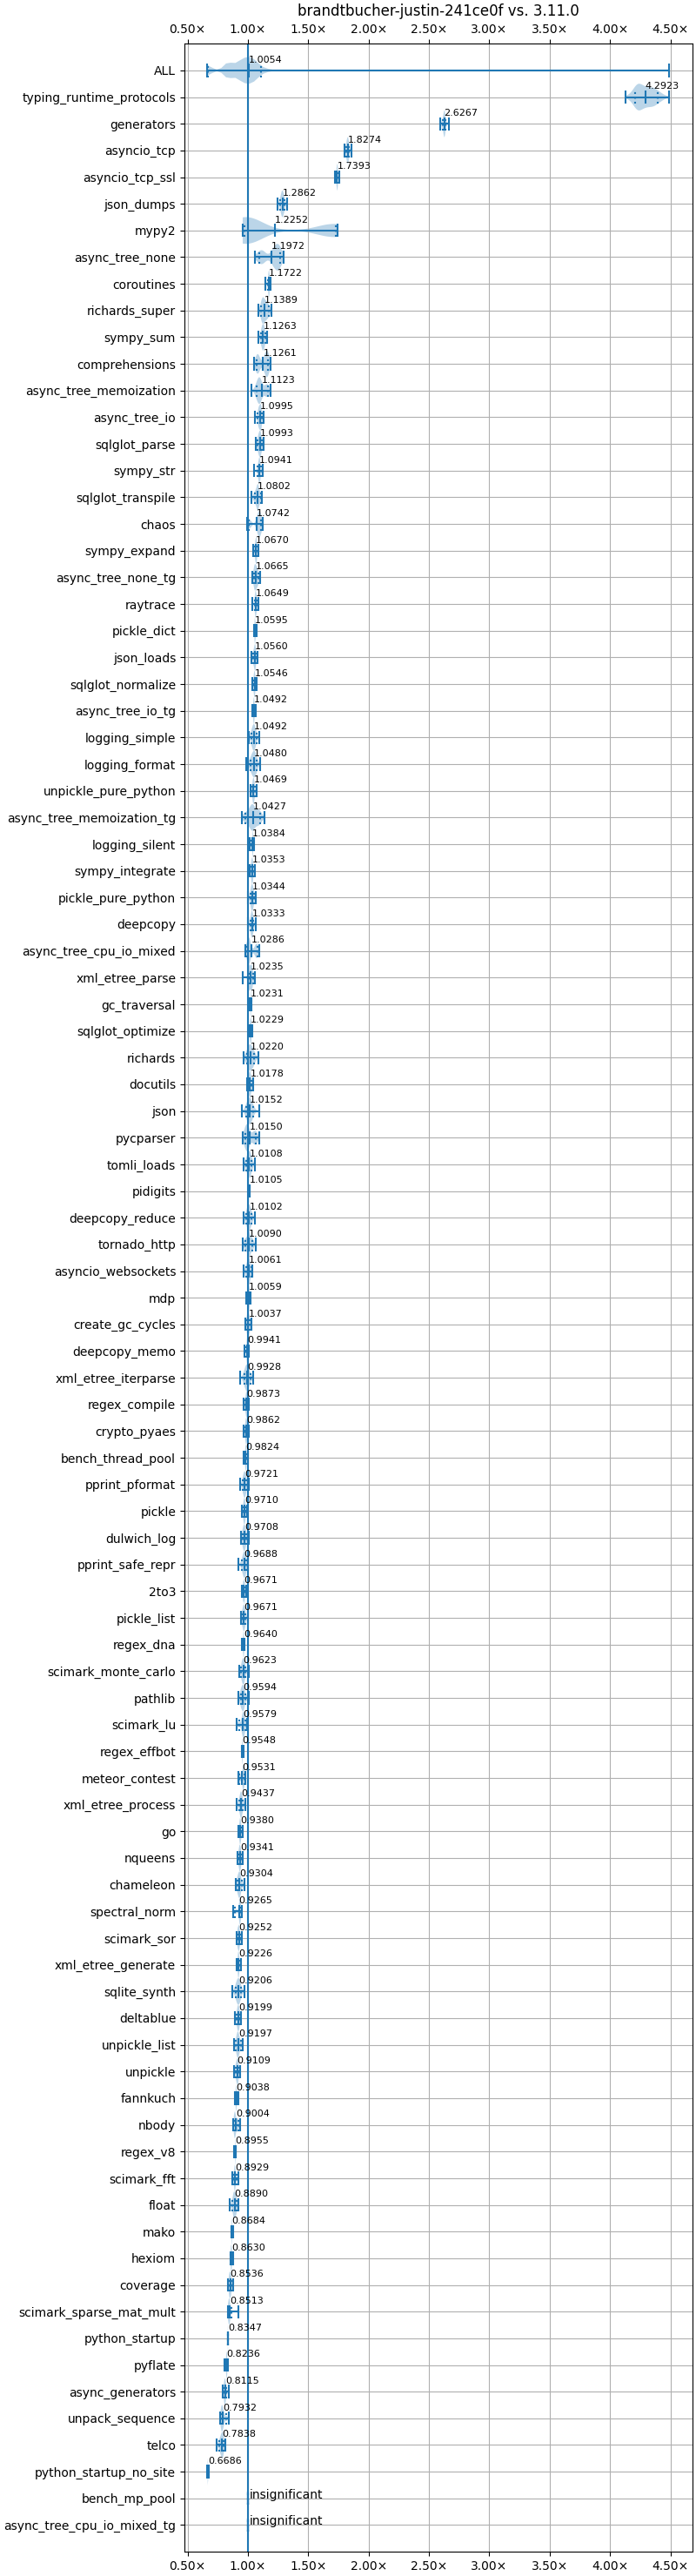 brandtbucher-justin-241ce0f vs. 3.11.0
0.50× 1.00× 1.50× 2.00× 2.50× 3.00× 3.50× 4.00× 4.50×
ALL 1.0054
typing_runtime_protocols 4.2923
generators 2.6267
asyncio_tcp 1.8274
asyncio_tcp_ssl 1.7393
json_dumps 1.2862
mypy2 1.2252
async_tree_none 1.1972
coroutines 1.1722
richards_super 1.1389
sympy_sum 1.1263
comprehensions 1.1261
async_tree_memoization 1.1123
async_tree_io 1.0995
sqlglot_parse 1.0993
sympy_str 1.0941
sqlglot_transpile 1.0802
chaos 1.0742
sympy_expand 1.0670
async_tree_none_tg 1.0665
raytrace 1.0649
pickle_dict 1.0595
json_loads 1.0560
sqlglot_normalize 1.0546
async_tree_io_tg 1.0492
logging_simple 1.0492
logging_format 1.0480
unpickle_pure_python 1.0469
async_tree_memoization_tg 1.0427
logging_silent 1.0384
sympy_integrate 1.0353
pickle_pure_python 1.0344
deepcopy 1.0333
async_tree_cpu_io_mixed 1.0286
xml_etree_parse 1.0235
gc_traversal 1.0231
sqlglot_optimize 1.0229
richards 1.0220
docutils 1.0178
json 1.0152
pycparser 1.0150
tomli_loads 1.0108
pidigits 1.0105
deepcopy_reduce 1.0102
tornado_http 1.0090
asyncio_websockets 1.0061
mdp 1.0059
create_gc_cycles 1.0037
deepcopy_memo 0.9941
xml_etree_iterparse 0.9928
regex_compile 0.9873
crypto_pyaes 0.9862
bench_thread_pool 0.9824
pprint_pformat 0.9721
pickle 0.9710
dulwich_log 0.9708
pprint_safe_repr 0.9688
2to3 0.9671
pickle_list 0.9671
regex_dna 0.9640
scimark_monte_carlo 0.9623
pathlib 0.9594
scimark_lu 0.9579
regex_effbot 0.9548
meteor_contest 0.9531
xml_etree_process 0.9437
go 0.9380
nqueens 0.9341
chameleon 0.9304
spectral_norm 0.9265
scimark_sor 0.9252
xml_etree_generate 0.9226
sqlite_synth 0.9206
deltablue 0.9199
unpickle_list 0.9197
unpickle 0.9109
fannkuch 0.9038
nbody 0.9004
regex_v8 0.8955
scimark_fft 0.8929
float 0.8890
mako 0.8684
hexiom 0.8630
coverage 0.8536
scimark_sparse_mat_mult 0.8513
python_startup 0.8347
pyflate 0.8236
async_generators 0.8115
unpack_sequence 0.7932
telco 0.7838
python_startup_no_site 0.6686
bench_mp_pool insignificant
async_tree_cpu_io_mixed_tg insignificant
0.50× 1.00× 1.50× 2.00× 2.50× 3.00× 3.50× 4.00× 4.50×